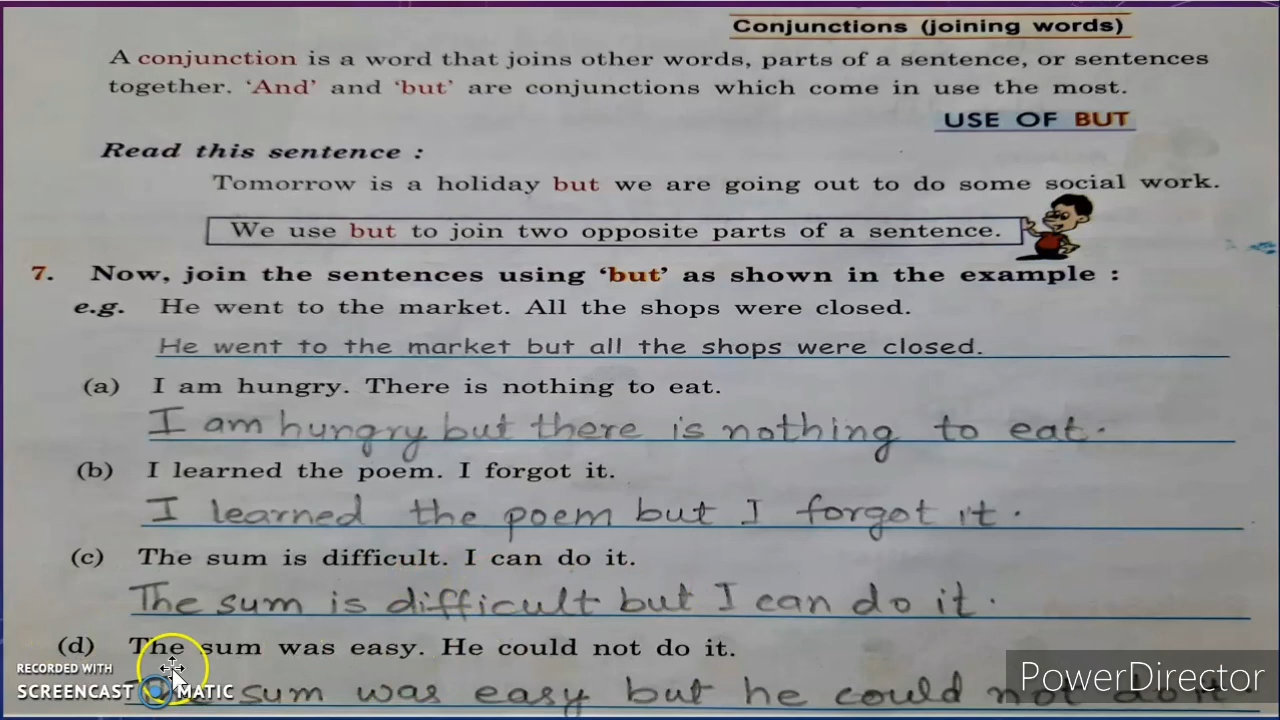 Conjunctions (joining words)
A conjunction is a word that joins other words, parts of a sentence, or sentences
together. 'And' and 'but' are conjunctions which come in use the most.
USE OF BUT
Read this sentence :
Tomorrow is a holiday but we are going out to do some social work.
We use but to join two opposite parts of a sentence.
7. Now, join the sentences using 'but' as shown in the example :
e.g. He went to the market. All the shops were closed.
He went to the market but all the shops were closed.
(a) I am hungry. There is nothing to eat.
I am hungry but there is nothing to eat.
(b) I learned the poem. I forgot it.
I learned the poem but I forgot it.
(c) The sum is difficult. I can do it.
The sum is difficult but I can do it.
(d) The sum was easy. He could not do it.
sum was easy but he could not do it.
RECORDED WITH
SCREENCAST MATIC
PowerDirector